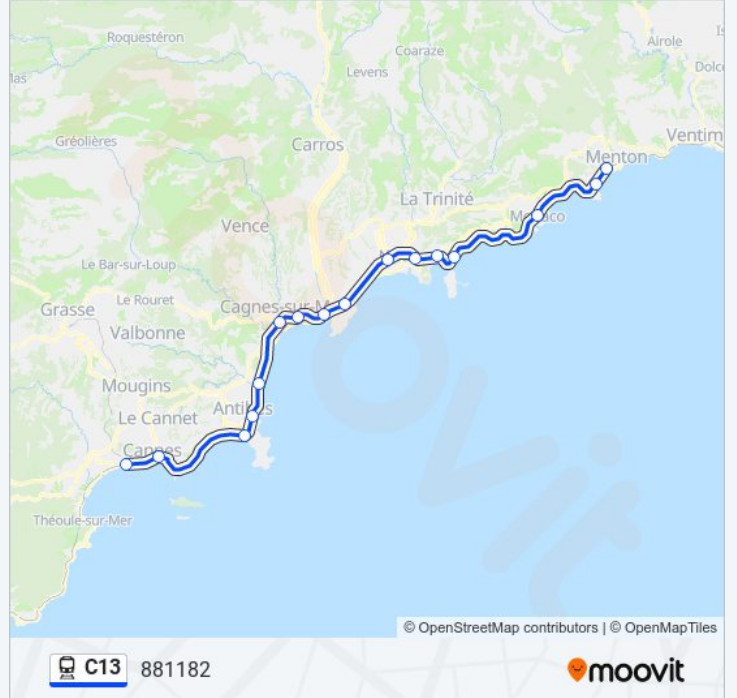 Roquestéron
Airole
Coaraze
Levens
Dolce
Gréolières
Carros
Ventim
Menton
La Trinité
Vence
Le Bar-sur-Loup
Le Rouret
Cagnes-sur-M
Grasse
Valbonne
Mougins
Le Cannet
Antibes
Cannes
Théoule-sur-Mer
© OpenStreetMap contributors | © OpenMapTiles
C13 881182
moovit